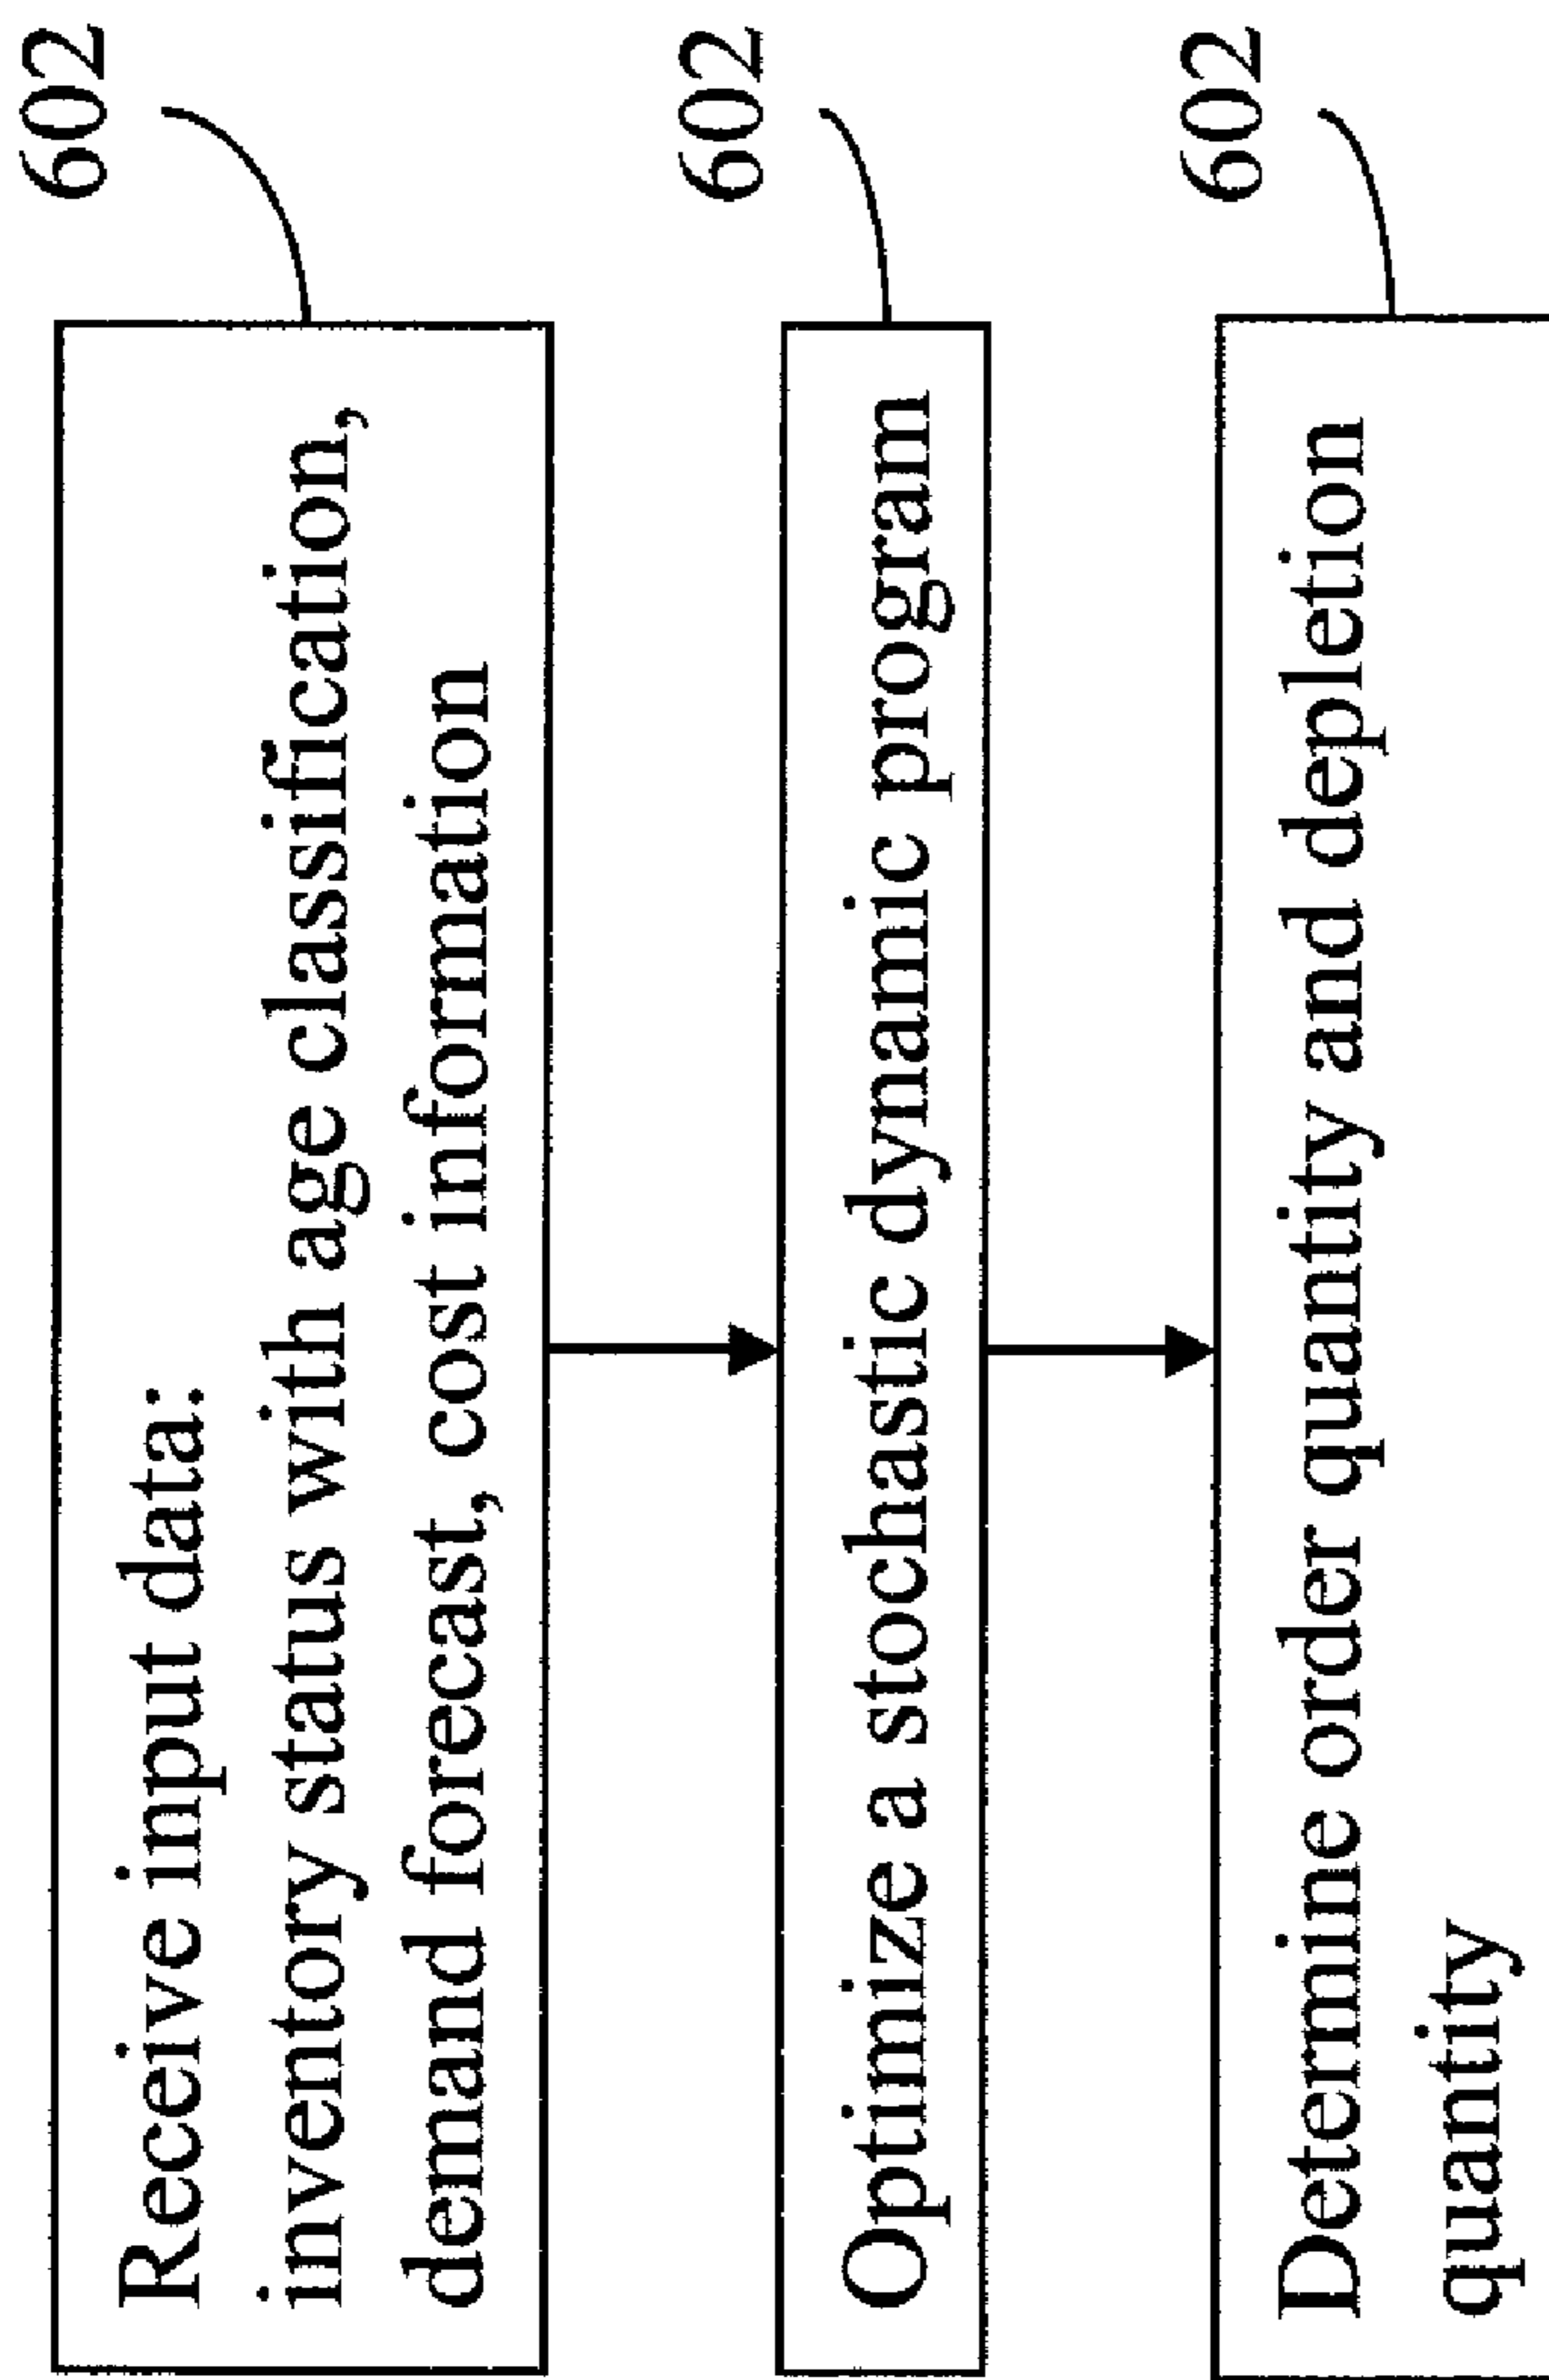 Receive input data:
inventory status with age classification,
demand forecast, cost information
602
Optimize a stochastic dynamic program
602
Determine order quantity and depletion
quantity
602